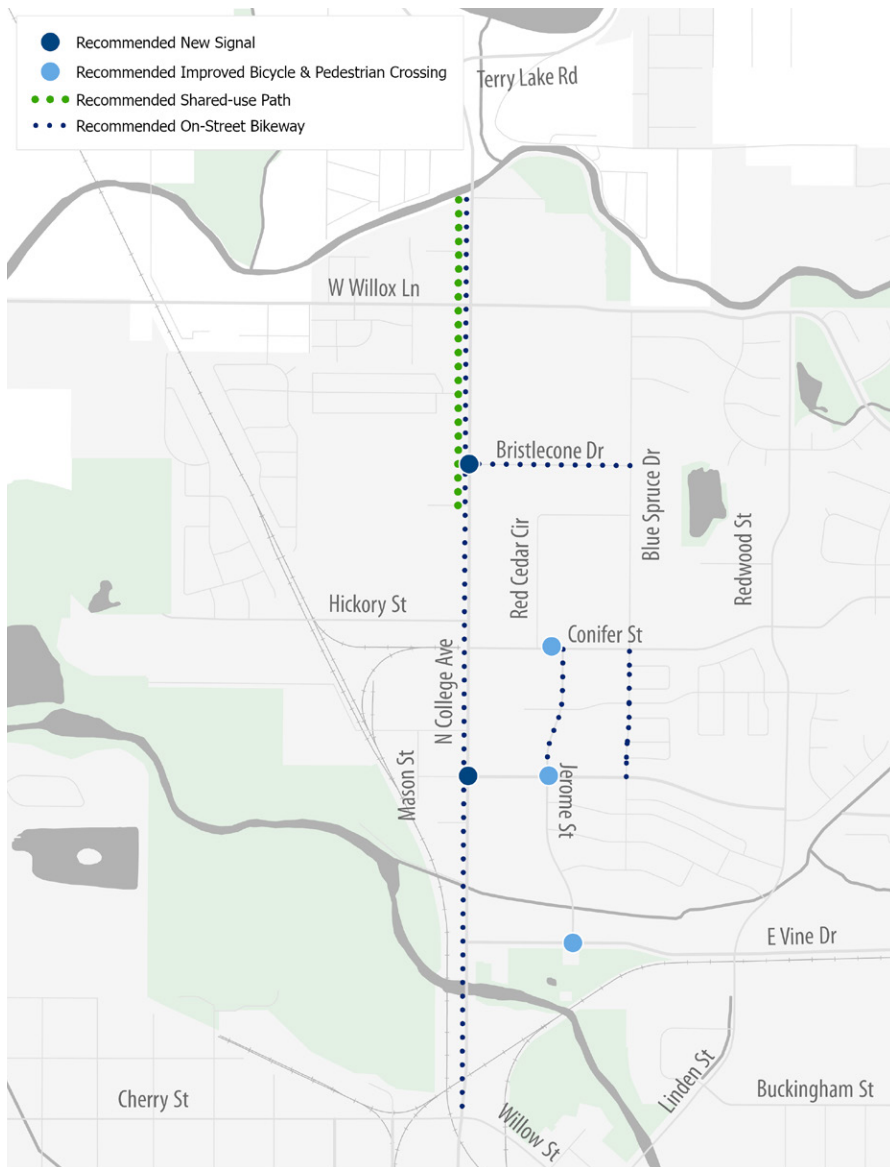 Recommended New Signal
Recommended Improved Bicycle & Pedestrian Crossing
Recommended Shared-use Path
Recommended On-Street Bikeway
Terry Lake Rd
W Willox Ln
Bristlecone Dr
Blue Spruce Dr
Redwood St
Red Cedar Cir
Hickory St
Conifer St
N College Ave
Mason St
Jerome St
E Vine Dr
Linden St
Buckingham St
Cherry St
Willow St